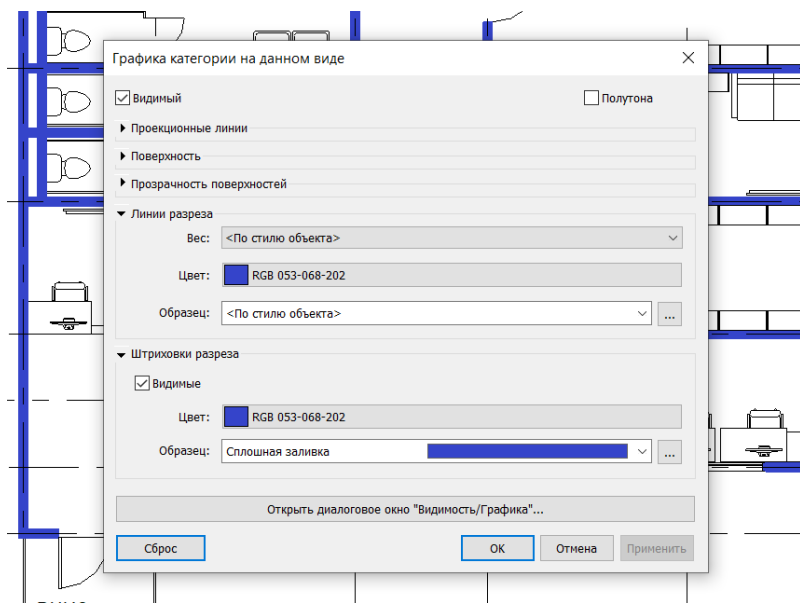 Графика категории на данном виде
Видимый
Полутона
Проекционные линии
Поверхность
Прозрачность поверхностей
Линии разреза
Вес: <По стилю объекта>
Цвет: RGB 053-068-202
Образец: <По стилю объекта> ...
Штриховки разреза
Видимые
Цвет: RGB 053-068-202
Образец: Сплошная заливка ...
Открыть диалоговое окно "Видимость/Графика"...
Сброс ОК Отмена Применить